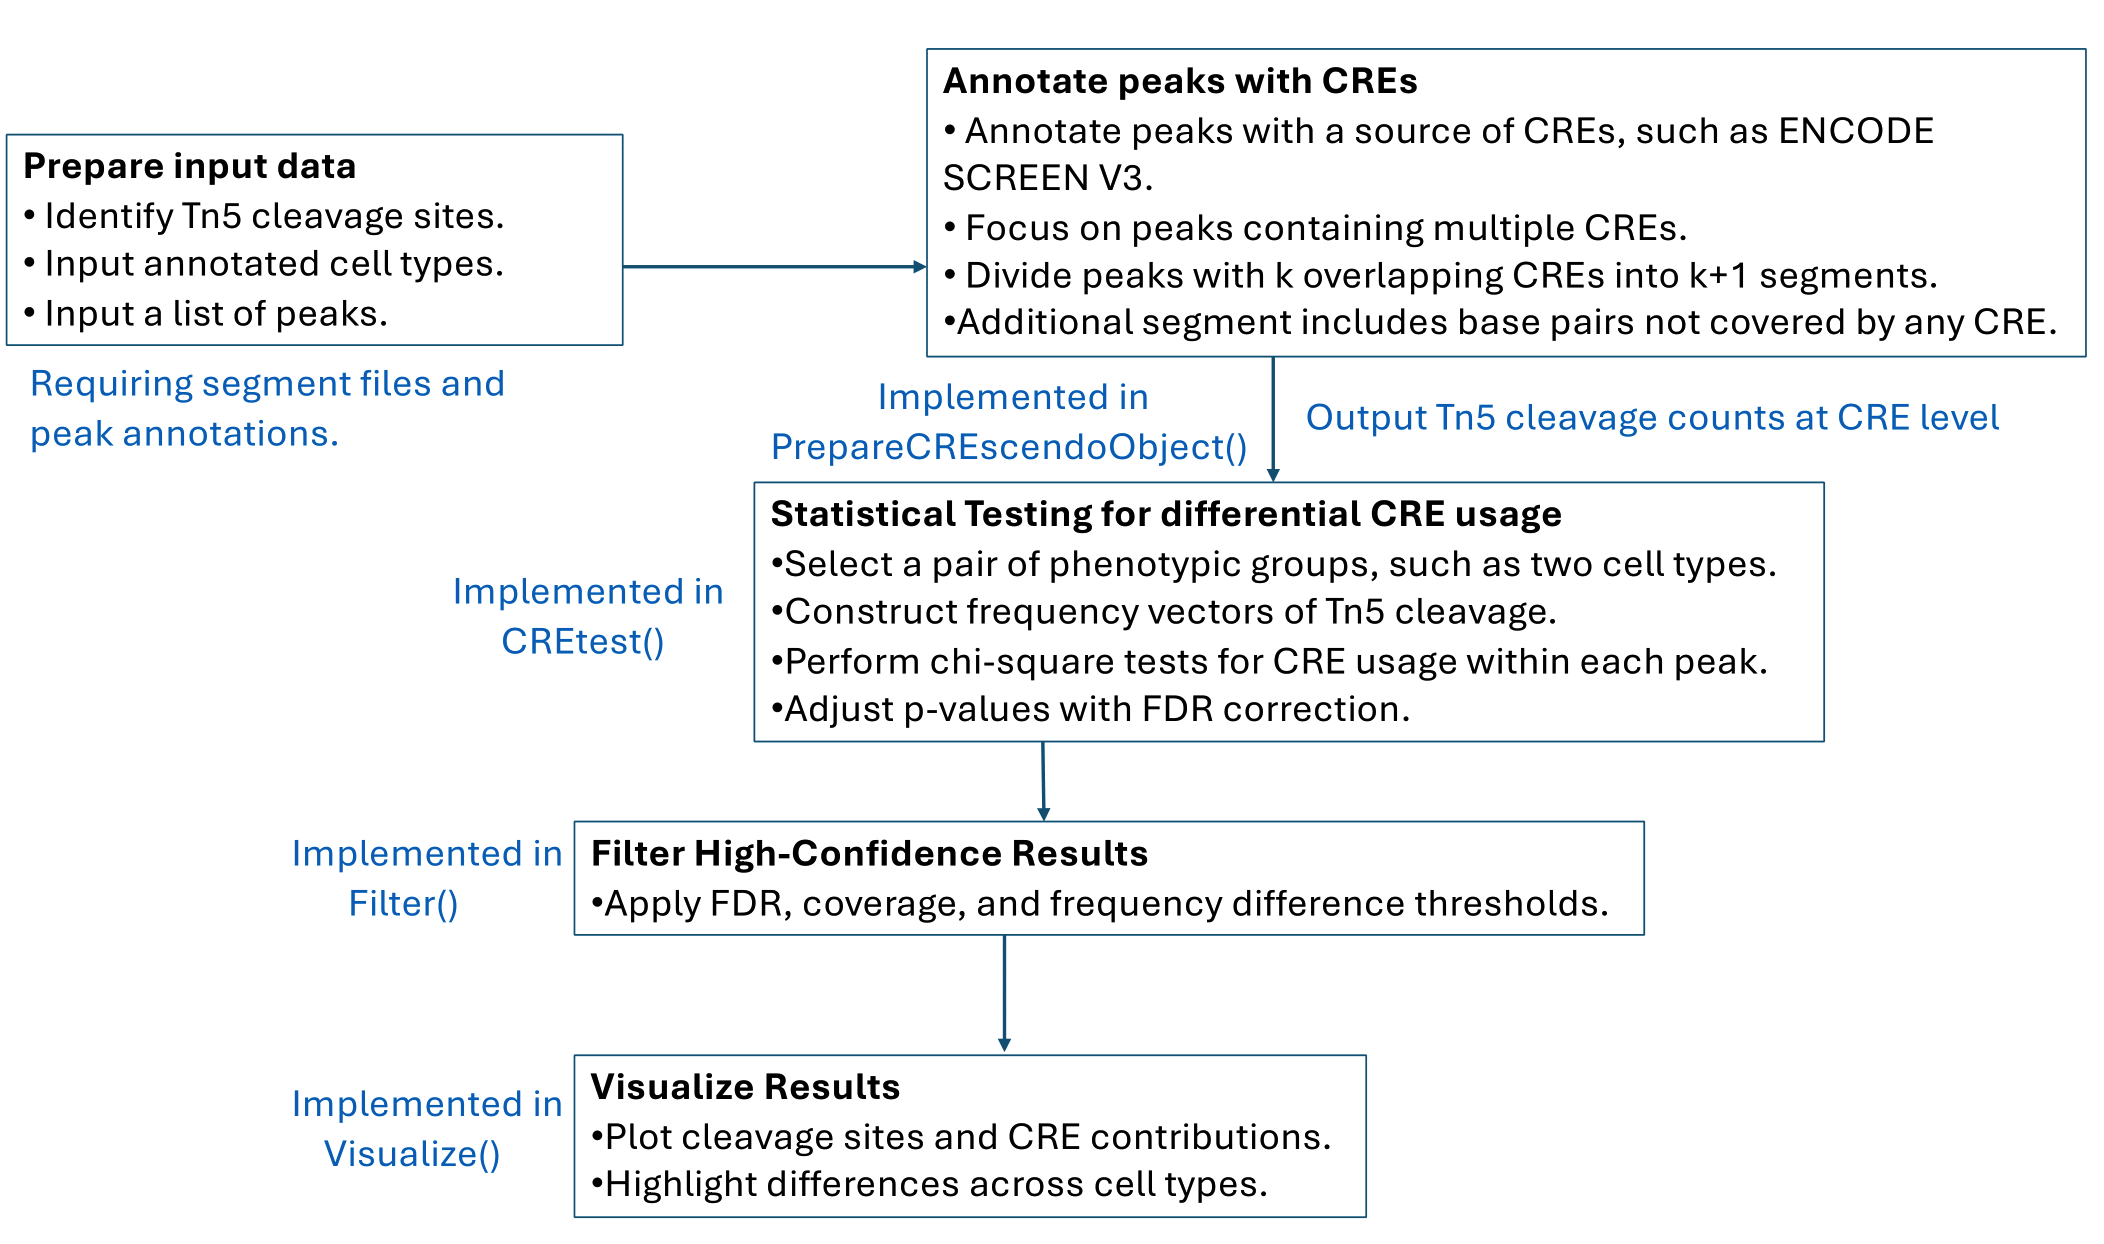 Prepare input data
• Identify Tn5 cleavage sites.
• Input annotated cell types.
• Input a list of peaks.
Requiring segment files and
peak annotations.
Annotate peaks with CREs
• Annotate peaks with a source of CREs, such as ENCODE
SCREEN V3.
• Focus on peaks containing multiple CREs.
• Divide peaks with k overlapping CREs into k+1 segments.
•Additional segment includes base pairs not covered by any CRE.
Implemented in
PrepareCREscendoObject()
Output Tn5 cleavage counts at CRE level
Statistical Testing for differential CRE usage
•Select a pair of phenotypic groups, such as two cell types.
•Construct frequency vectors of Tn5 cleavage.
•Perform chi-square tests for CRE usage within each peak.
•Adjust p-values with FDR correction.
Implemented in
CREtest()
Implemented in
Filter()
Filter High-Confidence Results
•Apply FDR, coverage, and frequency difference thresholds.
Implemented in
Visualize()
Visualize Results
•Plot cleavage sites and CRE contributions.
•Highlight differences across cell types.